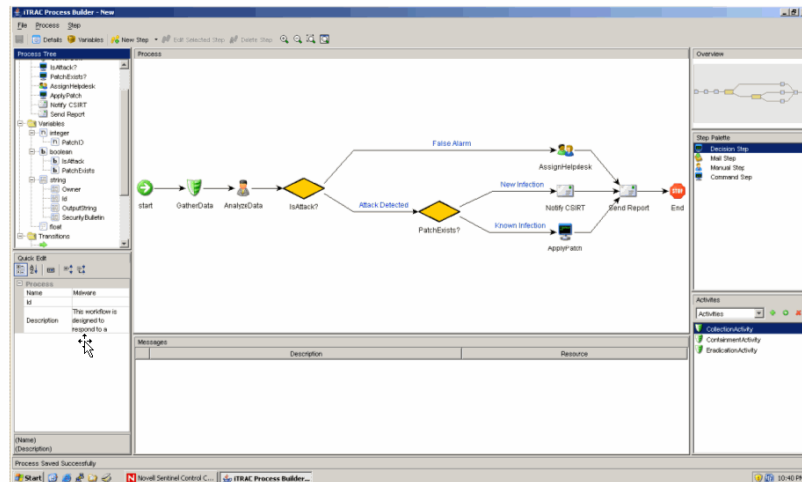 iTRAC Process Builder - New
File Process Step
Details Variables New Step Edit Selected Step Delete Step
Process Tree
IsAttack?
PatchExists?
AssignHelpdesk
ApplyPatch
Notify CSIRT
Send Report
Variables
integer
PatchID
boolean
IsAttack
PatchExists
string
Owner
Id
OutputString
SecurityBulletin
float
Transitions
Quick Edit
Process
Name Malware
Id
Description This workflow is
designed to
respond to a
(Name)
(Description)
Process
start
GatherData
AnalyzeData
IsAttack?
False Alarm
Attack Detected
AssignHelpdesk
PatchExists?
New Infection
Known Infection
Notify CSIRT
ApplyPatch
Send Report
STOP
End
Messages
Description Resource
Overview
Step Palette
Decision Step
Mail Step
Manual Step
Command Step
Activities
Activities
CollectionActivity
ContainmentActivity
EradicationActivity
Process Saved Successfully
Start
Novell Sentinel Control C...
iTRAC Process Builder...
10:40 PM